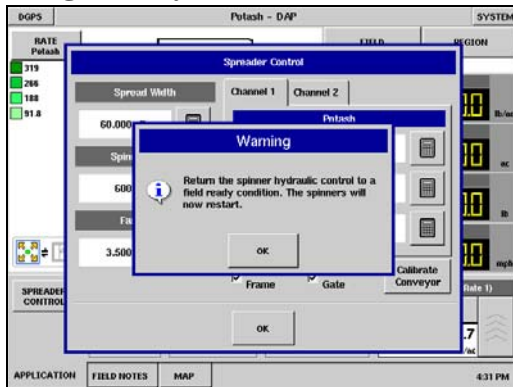 DGPS
Potash - DAP
SYSTEM
RATE
Potash
REGION
319
266
188
91.8
Spreader Control
Spread Width
Channel 1
Channel 2
60.000
Potash
Warning
Return the spinner hydraulic control to a
field ready condition. The spinners will
now restart.
OK
600
3.500
mph
Frame
Gate
Calibrate
Conveyor
SPREADER
CONTROL
OK
.7
APPLICATION
FIELD NOTES
MAP
4:31 PM